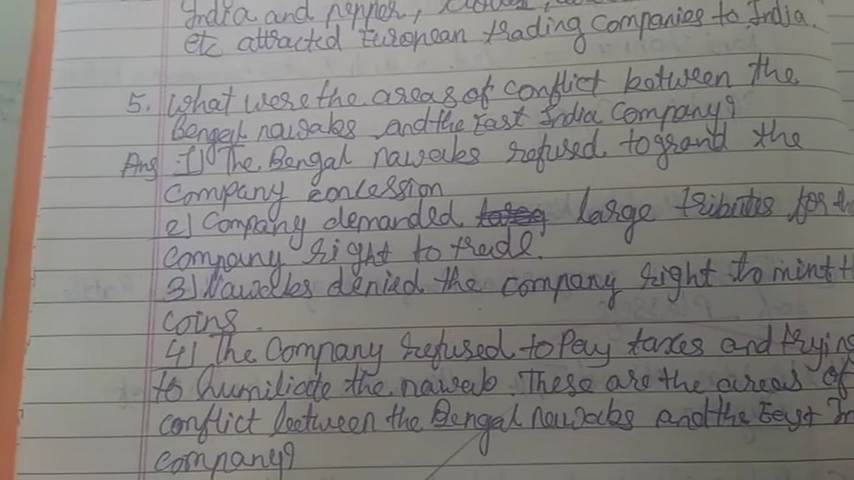 India and pepper,
etc attracted European trading companies to India.
5. What were the areas of conflict between the
Bengal nawabs and the East India Company?
Ans 1) The Bengal nawabs refused to grand the
Company concession
2) Company demanded large tributes for th
company right to trade.
3) Nawabs denied the company right to mint th
coins.
4) The Company refused to Pay taxes and trying
to humiliate the nawab. These are the areas of
conflict between the Bengal nawabs and the East In
company?